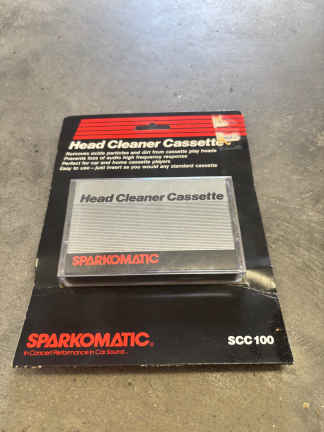 Head Cleaner Cassette
Removes oxide particles and dirt from cassette play heads
Prevents loss of audio high frequency response
Perfect for car and home cassette players
Easy to use—just insert as you would any standard cassette
Head Cleaner Cassette
SPARKOMATIC
SPARKOMATIC®
In Concert Performance in Car Sound...
SCC100